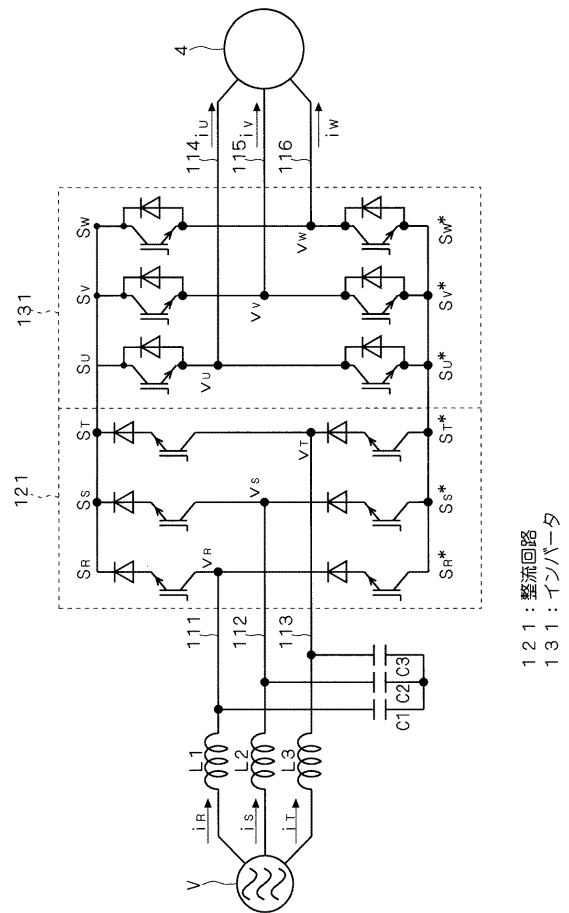 121
131
SR
SS
ST
SU
SV
SW
114
115
116
iU
iV
iW
4
V
iR
iS
iT
L1
L2
L3
111
112
113
vR
vS
vT
vU
vV
vW
C1
C2
C3
SR*
SS*
ST*
SU*
SV*
SW*
121：整流回路
131：インバータ